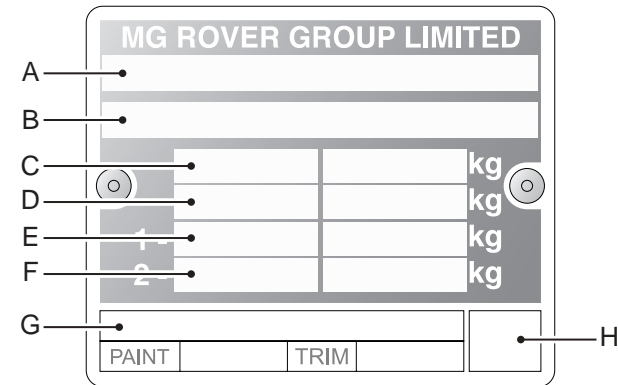 MG ROVER GROUP LIMITED
A
B
C kg
D kg
E 1 - kg
F 2 - kg
G
H
PAINT TRIM